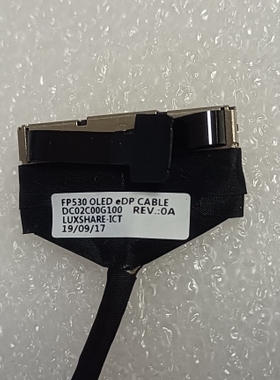 FP530 OLED eDP CABLE
DC02C00G100 REV.:0A
LUXSHARE-ICT
19/09/17